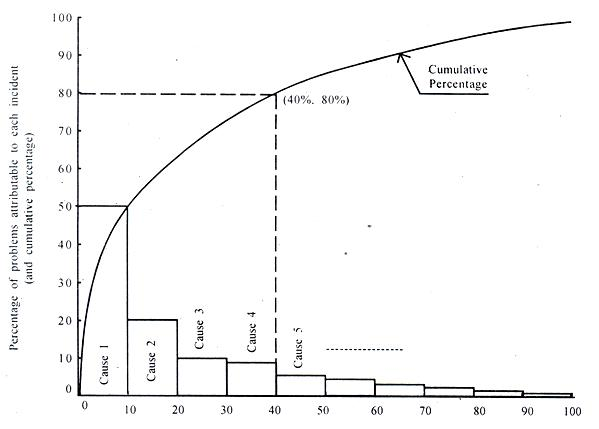 Percentage of problems attributable to each incident
(and cumulative percentage)
100
90
80
70
60
50
40
30
20
10
0
Cumulative
Percentage
(40%. 80%)
Cause 1
Cause 2
Cause 3
Cause 4
Cause 5
0 10 20 30 40 50 60 70 80 90 100